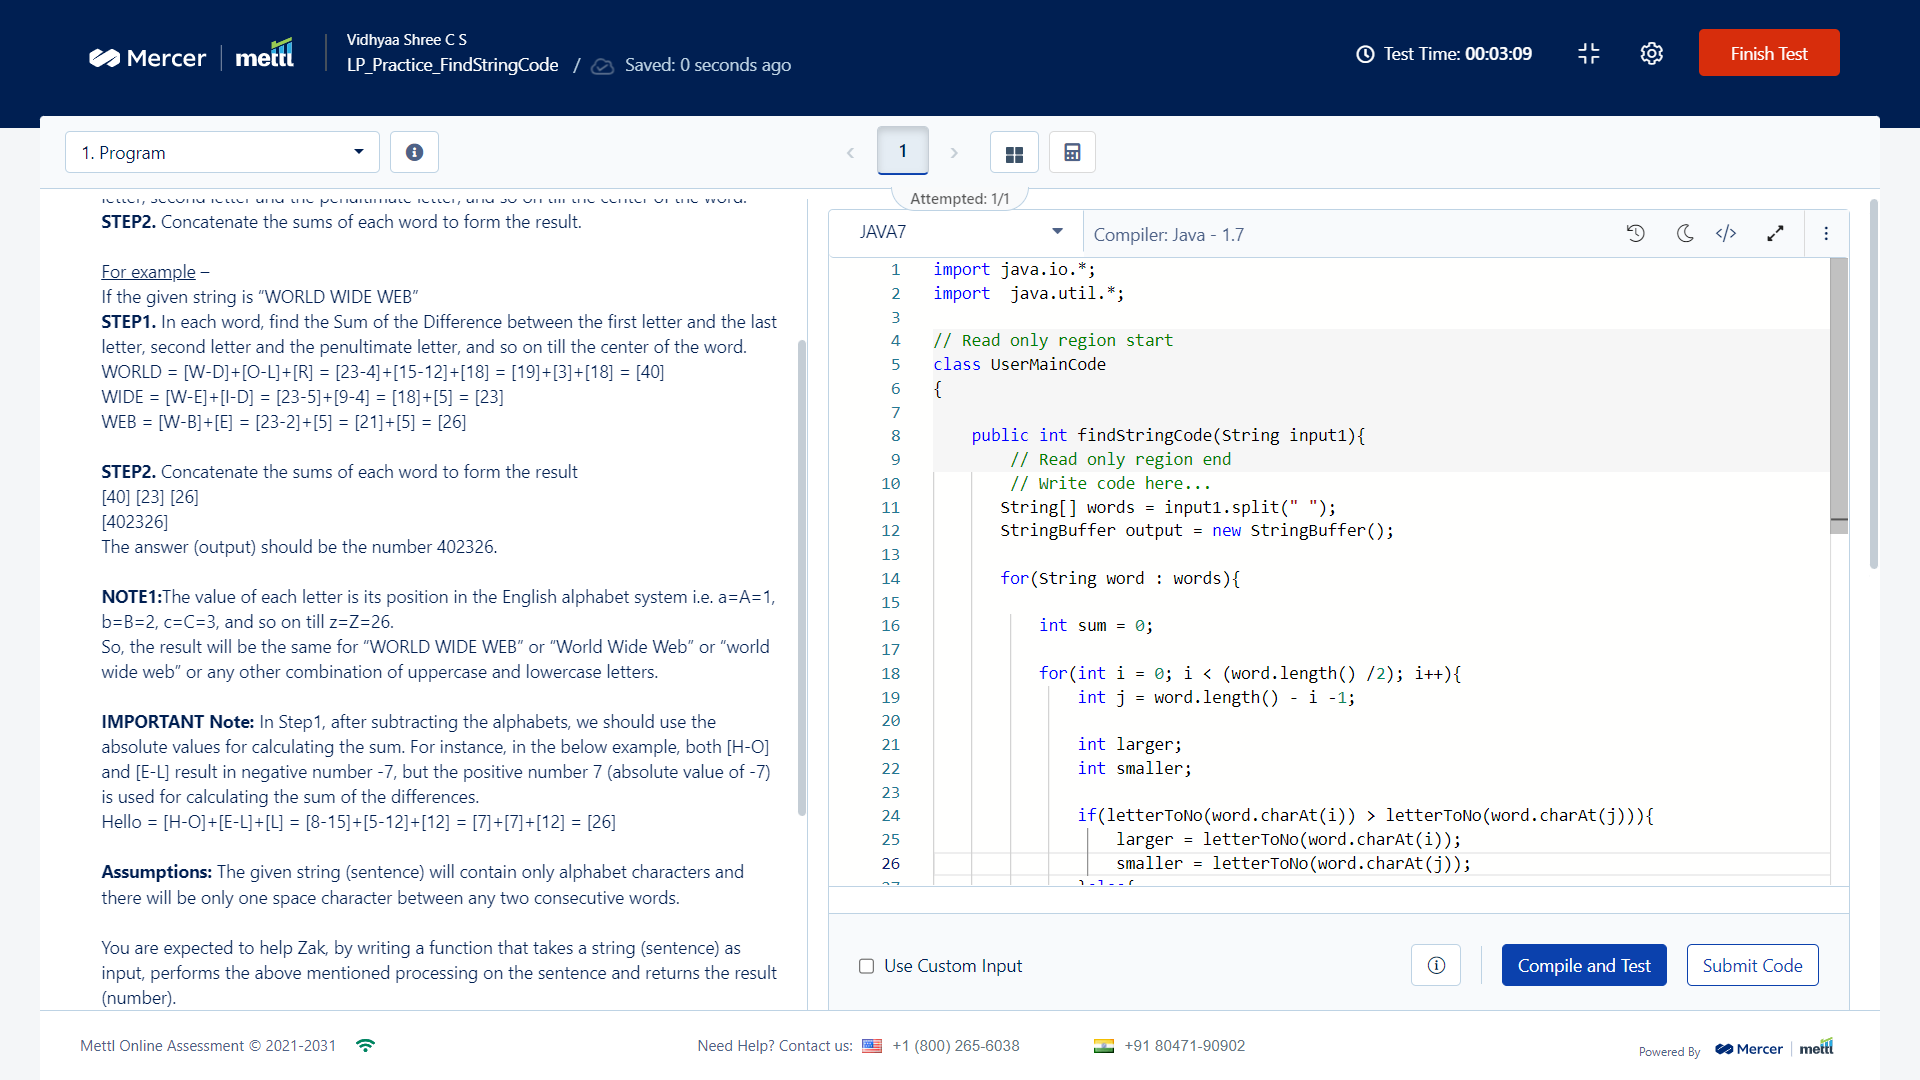 Mercer | mettl
Vidhyaa Shree C S
LP_Practice_FindStringCode / Saved: 0 seconds ago
Test Time: 00:03:09
Finish Test
1. Program
1
Attempted: 1/1
letter, second letter and the penultimate letter, and so on till the center of the word.
STEP2. Concatenate the sums of each word to form the result.
For example –
If the given string is “WORLD WIDE WEB”
STEP1. In each word, find the Sum of the Difference between the first letter and the last
letter, second letter and the penultimate letter, and so on till the center of the word.
WORLD = [W-D]+[O-L]+[R] = [23-4]+[15-12]+[18] = [19]+[3]+[18] = [40]
WIDE = [W-E]+[I-D] = [23-5]+[9-4] = [18]+[5] = [23]
WEB = [W-B]+[E] = [23-2]+[5] = [21]+[5] = [26]
STEP2. Concatenate the sums of each word to form the result
[40] [23] [26]
[402326]
The answer (output) should be the number 402326.
NOTE1:The value of each letter is its position in the English alphabet system i.e. a=A=1,
b=B=2, c=C=3, and so on till z=Z=26.
So, the result will be the same for “WORLD WIDE WEB” or “World Wide Web” or “world
wide web” or any other combination of uppercase and lowercase letters.
IMPORTANT Note: In Step1, after subtracting the alphabets, we should use the
absolute values for calculating the sum. For instance, in the below example, both [H-O]
and [E-L] result in negative number -7, but the positive number 7 (absolute value of -7)
is used for calculating the sum of the differences.
Hello = [H-O]+[E-L]+[L] = [8-15]+[5-12]+[12] = [7]+[7]+[12] = [26]
Assumptions: The given string (sentence) will contain only alphabet characters and
there will be only one space character between any two consecutive words.
You are expected to help Zak, by writing a function that takes a string (sentence) as
input, performs the above mentioned processing on the sentence and returns the result
(number).
JAVA7
Compiler: Java - 1.7
1 import java.io.*;
2 import  java.util.*;
3
4 // Read only region start
5 class UserMainCode
6 {
7
8 public int findStringCode(String input1){
9 // Read only region end
10 // Write code here...
11 String[] words = input1.split(" ");
12 StringBuffer output = new StringBuffer();
13
14 for(String word : words){
15
16 int sum = 0;
17
18 for(int i = 0; i < (word.length() /2); i++){
19 int j = word.length() - i -1;
20
21 int larger;
22 int smaller;
23
24 if(letterToNo(word.charAt(i)) > letterToNo(word.charAt(j))){
25 larger = letterToNo(word.charAt(i));
26 smaller = letterToNo(word.charAt(j));
27 }else{
Use Custom Input
Compile and Test
Submit Code
Mettl Online Assessment © 2021-2031
Need Help? Contact us: +1 (800) 265-6038
+91 80471-90902
Powered By Mercer | mettl